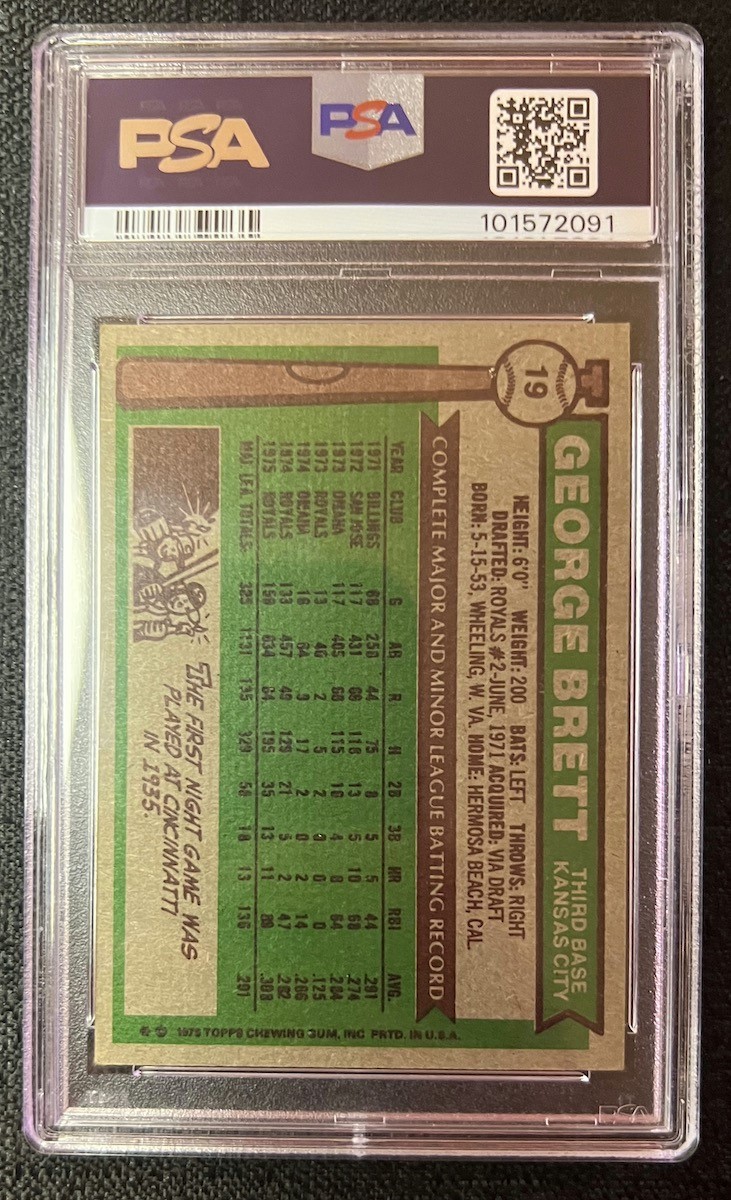 PSA
PSA
101572091
19
GEORGE BRETT
THIRD BASE
KANSAS CITY
HEIGHT: 6'0" WEIGHT: 200 BATS: LEFT THROWS: RIGHT
DRAFTED: ROYALS #2-JUNE, 1971 ACQUIRED: VIA DRAFT
BORN: 5-15-53, WHEELING, W. VA. HOME: HERMOSA BEACH, CAL.
COMPLETE MAJOR AND MINOR LEAGUE BATTING RECORD
YEAR CLUB G AB R H 2B 3B HR RBI AVG.
1971 BILLINGS 68 258 44 75 8 5 5 44 .291
1972 SAN JOSE 117 431 66 118 13 5 10 68 .274
1973 OMAHA 117 405 66 115 16 4 8 64 .284
1973 ROYALS 13 40 2 5 2 0 0 0 .125
1974 OMAHA 16 64 9 17 2 0 2 14 .266
1974 ROYALS 133 457 49 129 21 5 2 47 .282
1975 ROYALS 159 634 84 195 35 13 11 89 .308
MAJ. LEA. TOTALS 305 1131 135 329 58 18 13 136 .291
THE FIRST NIGHT GAME WAS
PLAYED AT CINCINNATTI
IN 1935.
1976 TOPPS CHEWING GUM, INC PRTD. IN U.S.A.
PSA